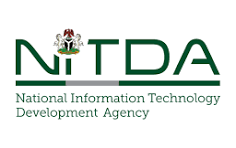 NiTDA
National Information Technology
Development Agency